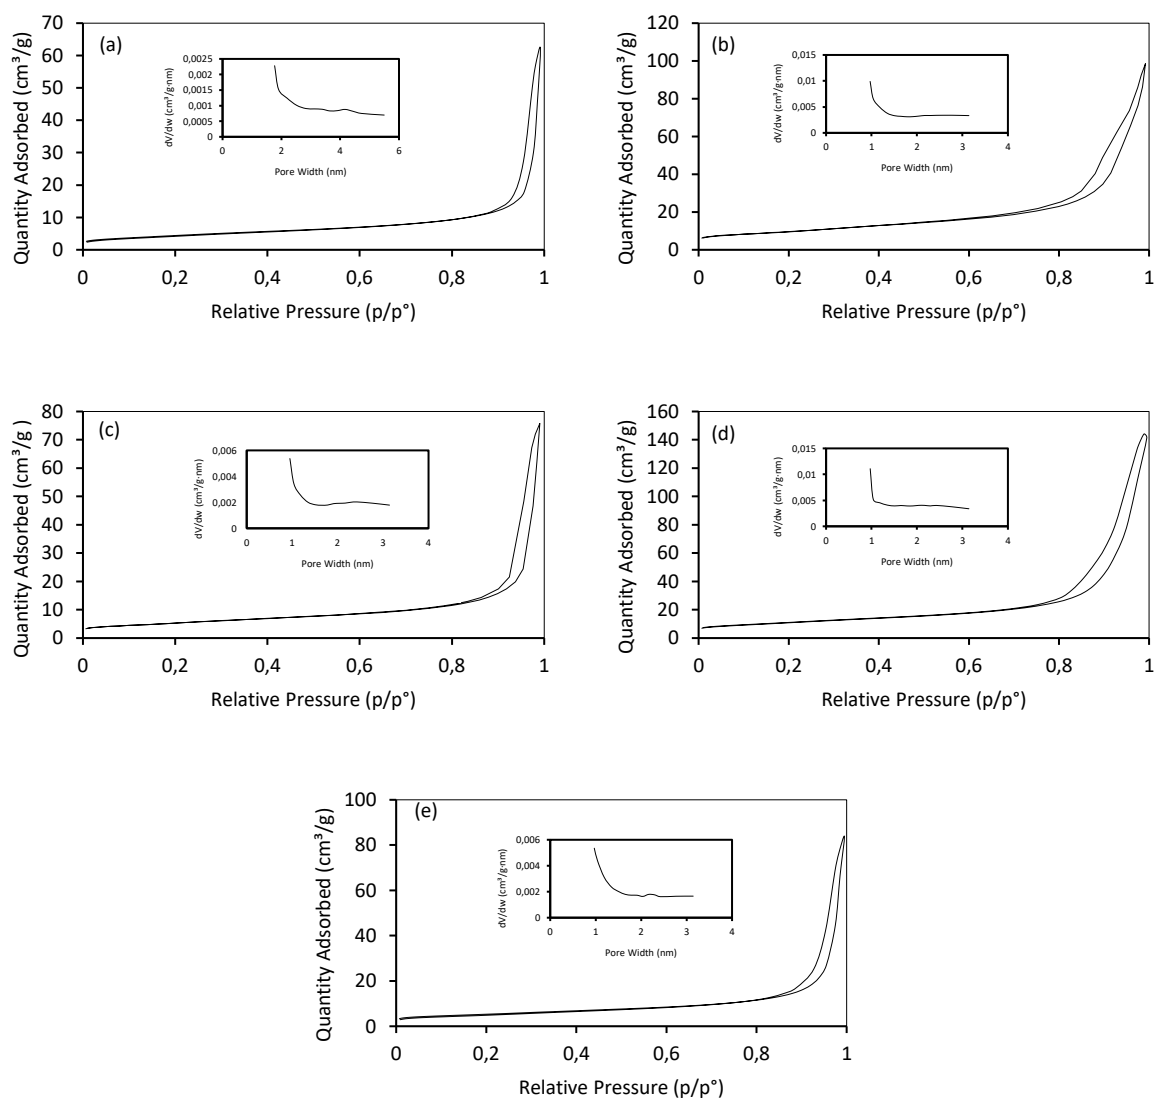 (a)
Quantity Adsorbed (cm³/g)
70
60
50
40
30
20
10
0
0 0,2 0,4 0,6 0,8 1
Relative Pressure (p/p°)
dV/dw (cm³/g·nm)
0,0025
0,002
0,0015
0,001
0,0005
0
0 2 4 6
Pore Width (nm)
(b)
Quantity Adsorbed (cm³/g)
120
100
80
60
40
20
0
0 0,2 0,4 0,6 0,8 1
Relative Pressure (p/p°)
dV/dw (cm³/g·nm)
0,015
0,01
0,005
0
0 1 2 3 4
Pore Width (nm)
(c)
Quantity Adsorbed (cm³/g )
80
70
60
50
40
30
20
10
0
0 0,2 0,4 0,6 0,8 1
Relative Pressure (p/p°)
dV/dw (cm³/g·nm)
0,006
0,004
0,002
0
0 1 2 3 4
Pore Width (nm)
(d)
Quantity Adsorbed (cm³/g)
160
140
120
100
80
60
40
20
0
0 0,2 0,4 0,6 0,8 1
Relative Pressure (p/p°)
dV/dw (cm³/g·nm)
0,015
0,01
0,005
0
0 1 2 3 4
Pore Width (nm)
(e)
Quantity Adsorbed (cm³/g)
100
80
60
40
20
0
0 0,2 0,4 0,6 0,8 1
Relative Pressure (p/p°)
dV/dw (cm³/g·nm)
0,006
0,004
0,002
0
0 1 2 3 4
Pore Width (nm)